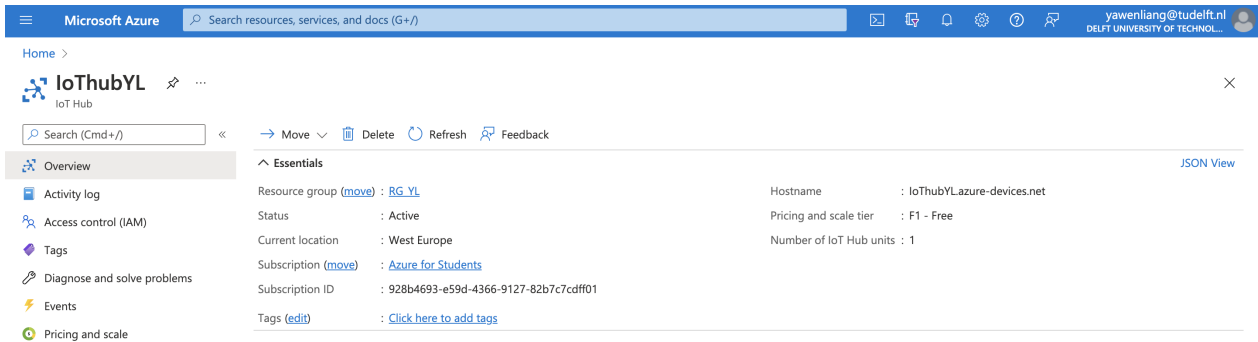 Microsoft Azure
Search resources, services, and docs (G+/)
yawenliang@tudelft.nl
DELFT UNIVERSITY OF TECHNOL...
Home >
IoThubYL
IoT Hub
Search (Cmd+/)
Move
Delete
Refresh
Feedback
Overview
Activity log
Access control (IAM)
Tags
Diagnose and solve problems
Events
Pricing and scale
Essentials
JSON View
Resource group (move) : RG_YL
Status : Active
Current location : West Europe
Subscription (move) : Azure for Students
Subscription ID : 928b4693-e59d-4366-9127-82b7c7cdff01
Tags (edit) : Click here to add tags
Hostname : IoThubYL.azure-devices.net
Pricing and scale tier : F1 - Free
Number of IoT Hub units : 1